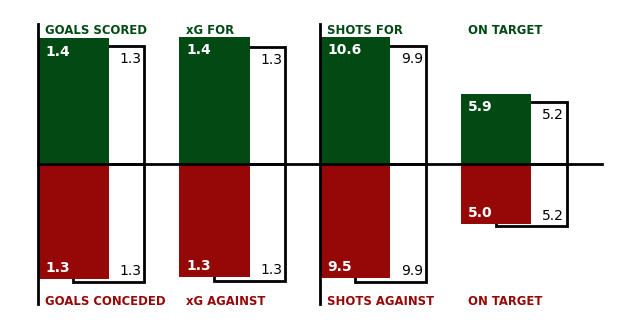 GOALS SCORED xG FOR SHOTS FOR ON TARGET
1.4 1.3 1.4 1.3 10.6 9.9 5.9 5.2
1.3 1.3 1.3 1.3 9.5 9.9 5.0 5.2
GOALS CONCEDED xG AGAINST SHOTS AGAINST ON TARGET